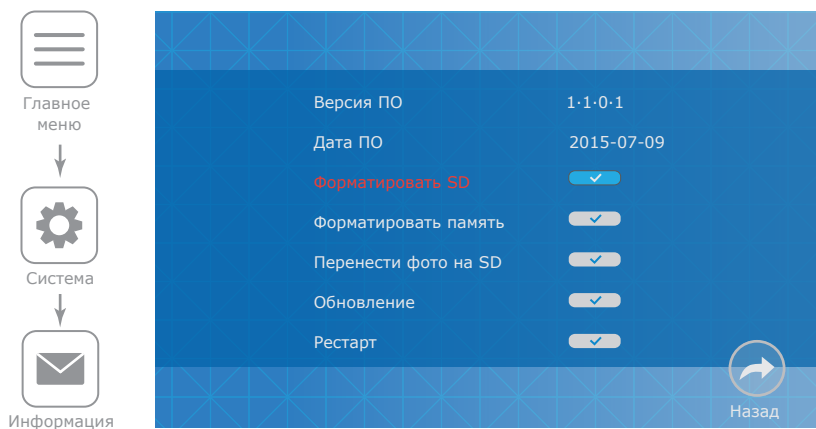 Главное
меню
Система
Информация
Версия ПО 1·1·0·1
Дата ПО 2015-07-09
Форматировать SD
Форматировать память
Перенести фото на SD
Обновление
Рестарт
Назад